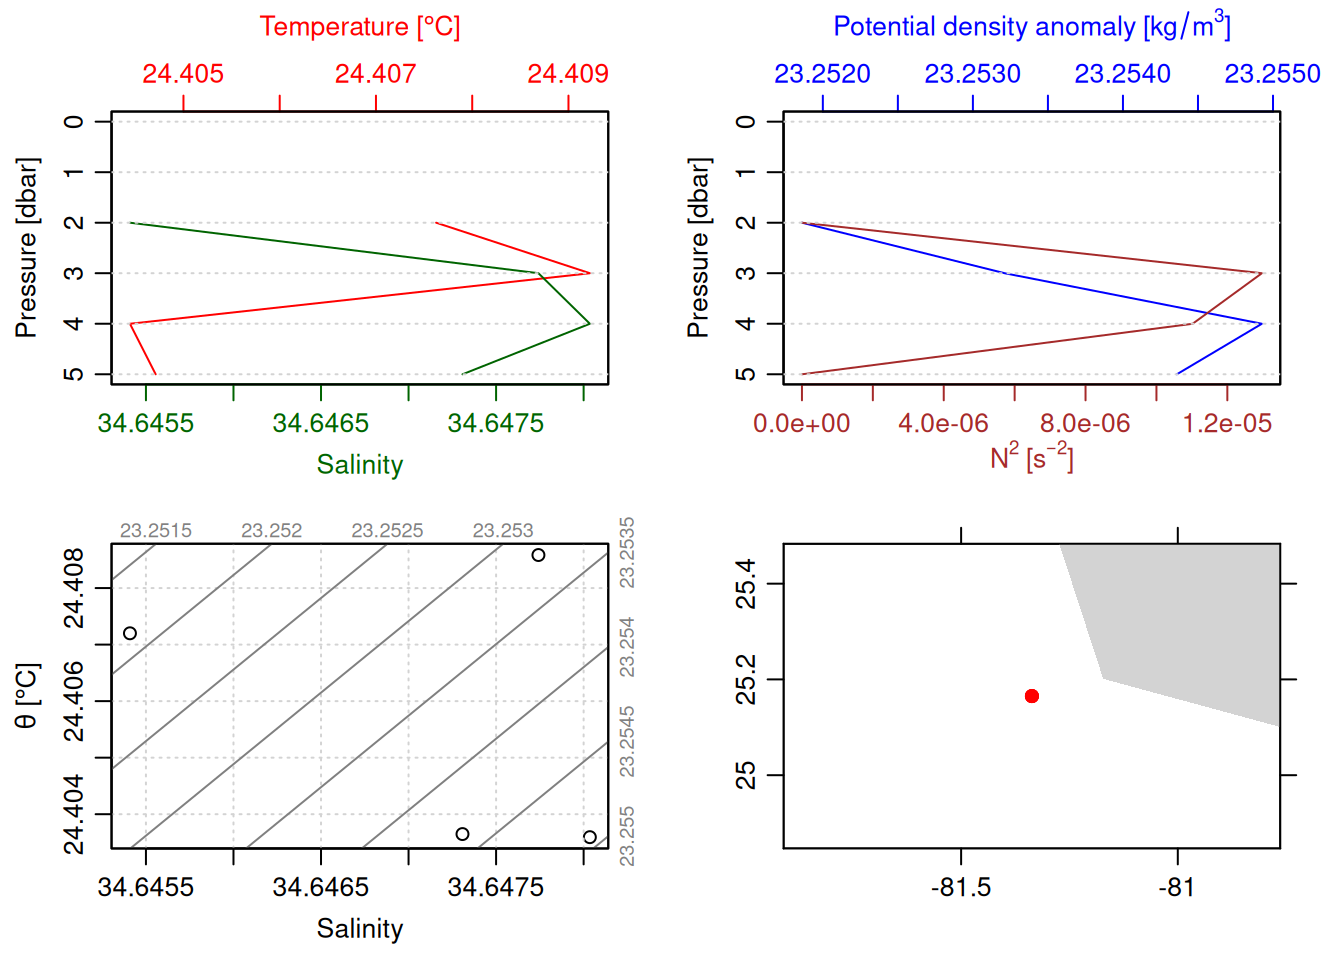 Temperature [°C]
24.405 24.407 24.409
0
1
2
3
4
5
Pressure [dbar]
34.6455 34.6465 34.6475
Salinity
Potential density anomaly [kg/m³]
23.2520 23.2530 23.2540 23.2550
0
1
2
3
4
5
Pressure [dbar]
0.0e+00 4.0e-06 8.0e-06 1.2e-05
N² [s⁻²]
23.2515 23.252 23.2525 23.253
23.2535
23.254
23.2545
23.255
24.408
24.406
24.404
θ [°C]
34.6455 34.6465 34.6475
Salinity
25.4
25.2
25
-81.5 -81